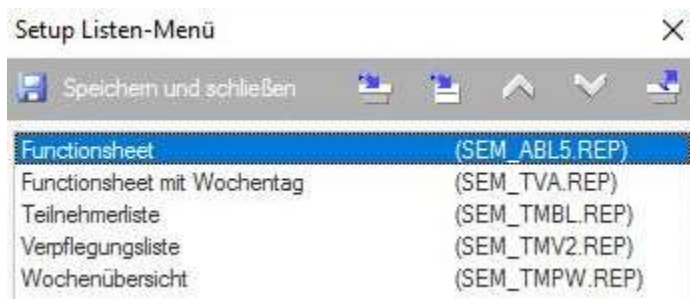 Setup Listen-Menü
Speichern und schließen
Functionsheet (SEM_ABL5.REP)
Functionsheet mit Wochentag (SEM_TVA.REP)
Teilnehmerliste (SEM_TMBL.REP)
Verpflegungsliste (SEM_TMV2.REP)
Wochenübersicht (SEM_TMPW.REP)